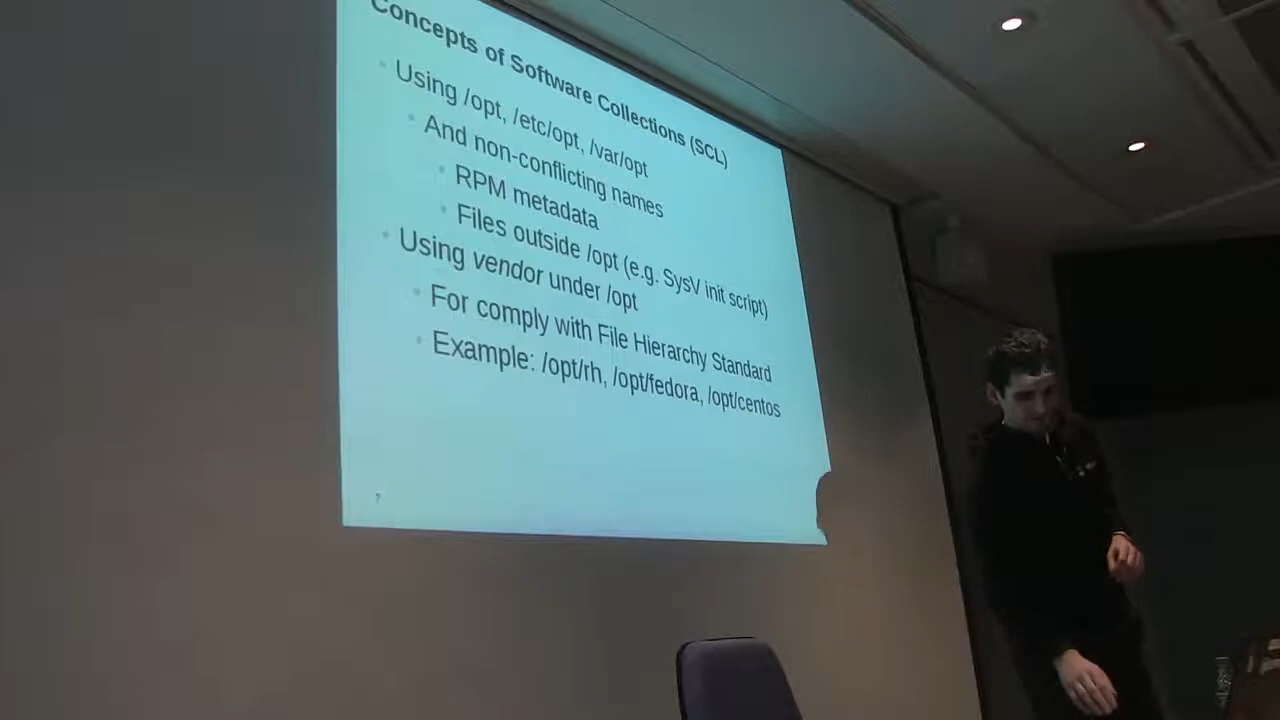 Concepts of Software Collections (SCL)
Using /opt, /etc/opt, /var/opt
And non-conflicting names
RPM metadata
Files outside /opt (e.g. SysV init script)
Using vendor under /opt
For comply with File Hierarchy Standard
Example: /opt/rh, /opt/fedora, /opt/centos
7